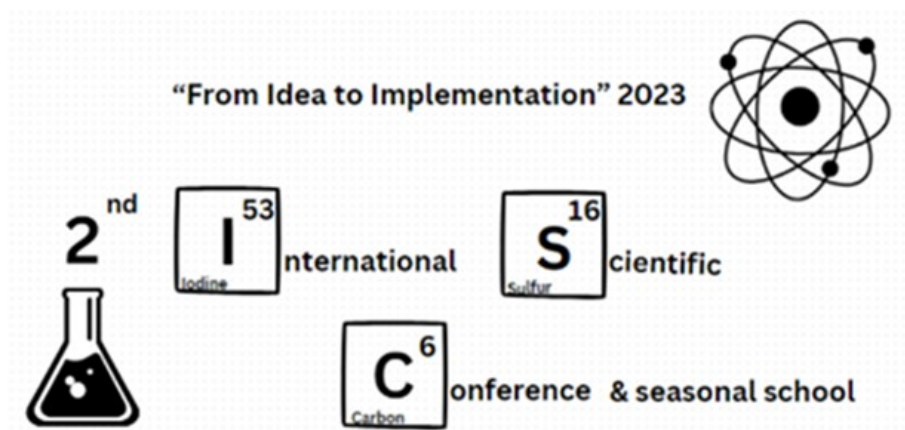 “From Idea to Implementation” 2023
2nd
I 53 Iodine nternational
S 16 Sulfur cientific
C 6 Carbon onference & seasonal school